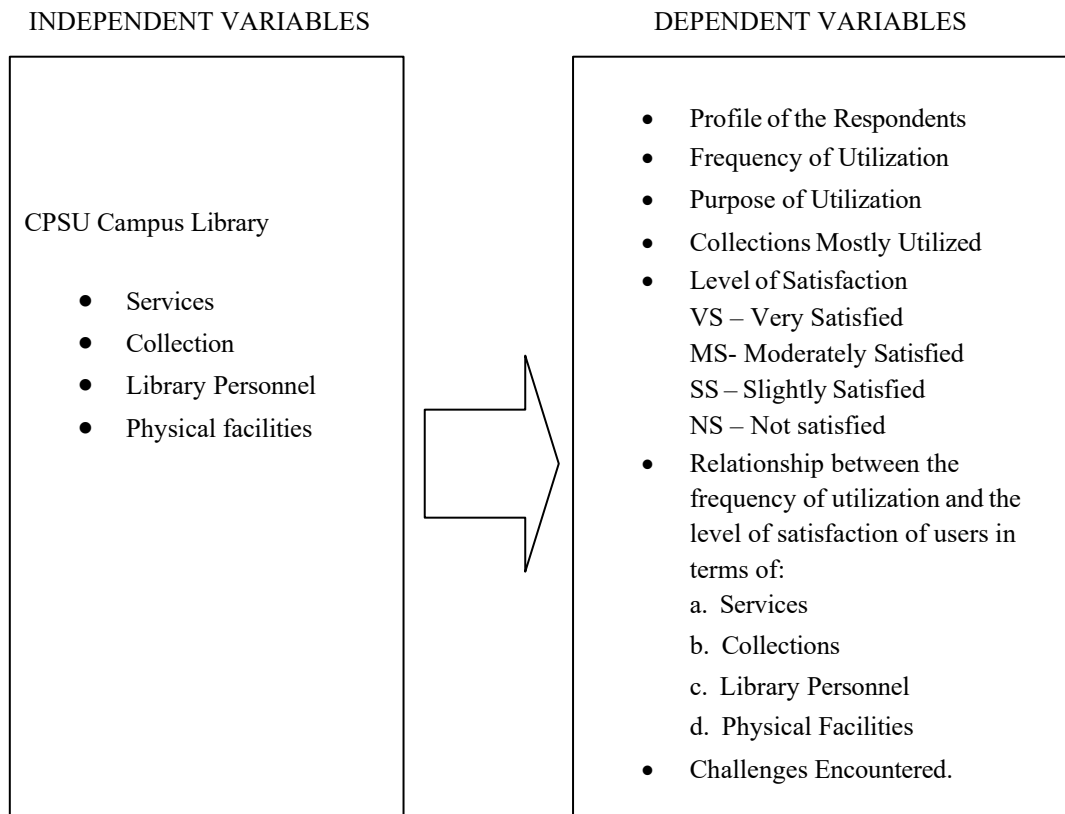 INDEPENDENT VARIABLES
CPSU Campus Library
● Services
● Collection
● Library Personnel
● Physical facilities
DEPENDENT VARIABLES
• Profile of the Respondents
• Frequency of Utilization
• Purpose of Utilization
• Collections Mostly Utilized
• Level of Satisfaction
VS – Very Satisfied
MS- Moderately Satisfied
SS – Slightly Satisfied
NS – Not satisfied
• Relationship between the
frequency of utilization and the
level of satisfaction of users in
terms of:
a. Services
b. Collections
c. Library Personnel
d. Physical Facilities
• Challenges Encountered.